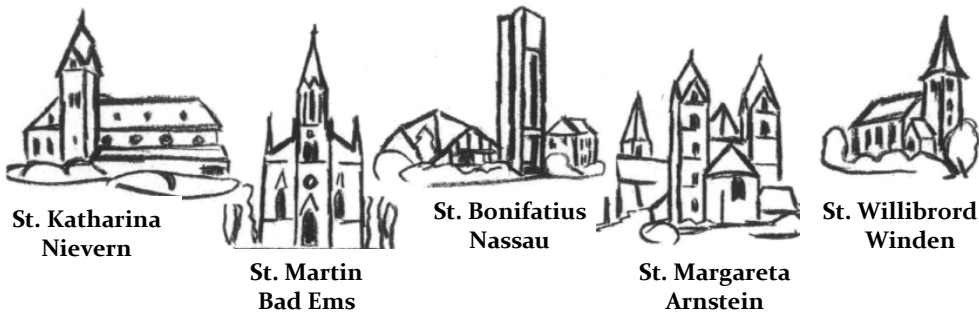 St. Katharina
Nievern
St. Martin
Bad Ems
St. Bonifatius
Nassau
St. Margareta
Arnstein
St. Willibrord
Winden